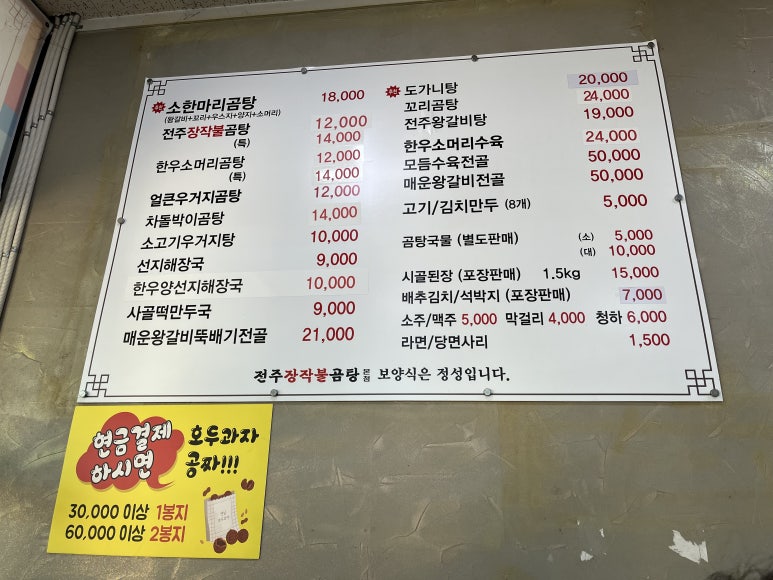 소한마리곰탕 18,000
(왕갈비+꼬리+우스지+양지+소머리)
전주장작불곰탕 12,000
(특) 14,000
한우소머리곰탕 12,000
(특) 14,000
얼큰우거지곰탕 12,000
차돌박이곰탕 14,000
소고기우거지탕 10,000
선지해장국 9,000
한우양선지해장국 10,000
사골떡만두국 9,000
매운왕갈비뚝배기전골 21,000
도가니탕 20,000
꼬리곰탕 24,000
전주왕갈비탕 19,000
한우소머리수육 24,000
모듬수육전골 50,000
매운왕갈비전골 50,000
고기/김치만두 (8개) 5,000
곰탕국물 (별도판매) (소) 5,000
(대) 10,000
시골된장 (포장판매) 1.5kg 15,000
배추김치/석박지 (포장판매) 7,000
소주/맥주 5,000 막걸리 4,000 청하 6,000
라면/당면사리 1,500
전주장작불곰탕 본점 보양식은 정성입니다.
현금결제
하시면
호두과자
공짜!!!
30,000 이상 1봉지
60,000 이상 2봉지